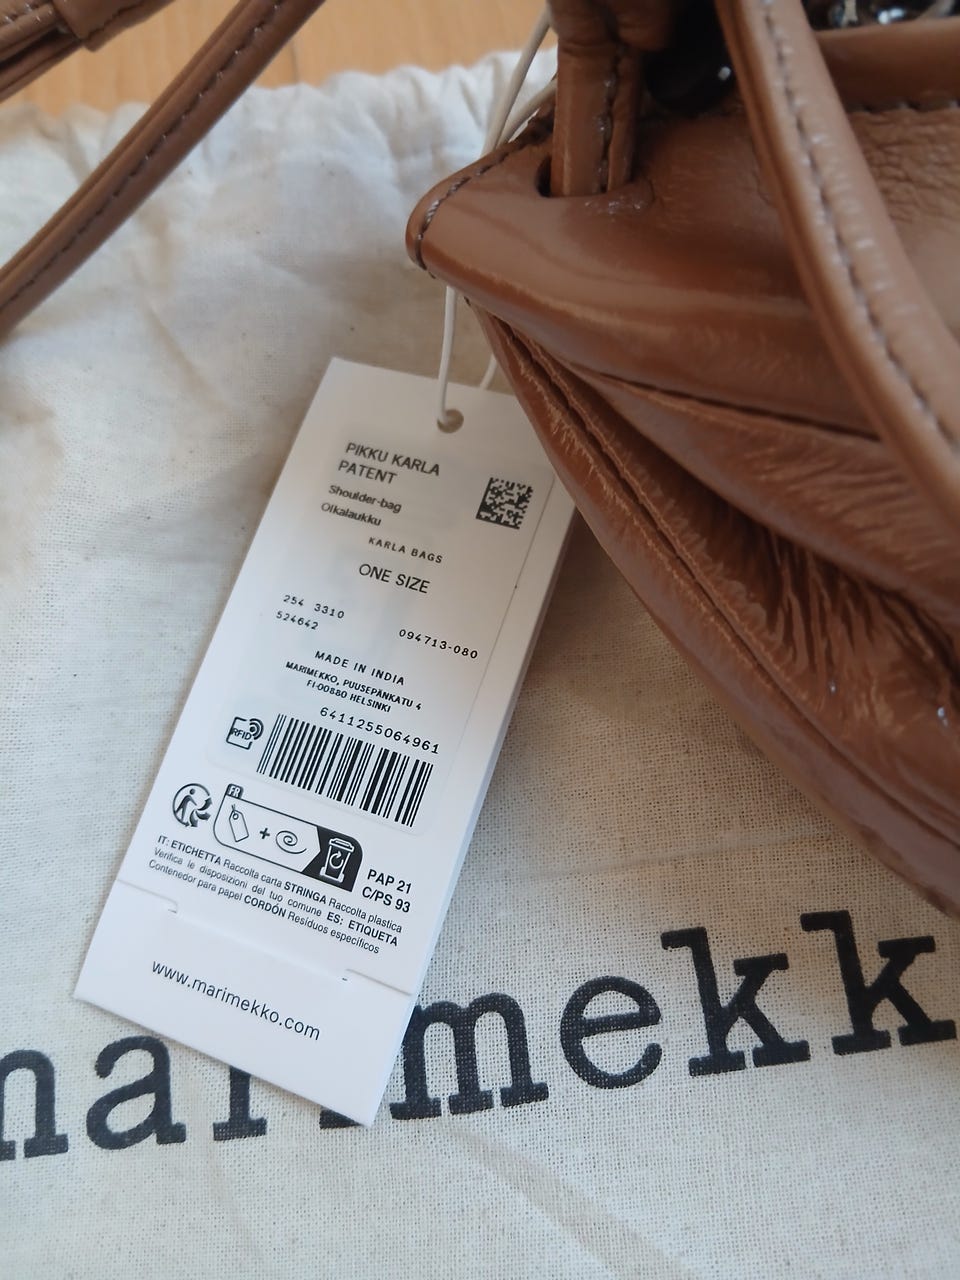 PIKKU KARLA
PATENT
Shoulder-bag
Olkalaukku
KARLA BAGS
ONE SIZE
254 3310
524642
094713-080
MADE IN INDIA
MARIMEKKO, PUUSEPÄNKATU 4
FI-00880 HELSINKI
6411255064961
RFID
FR
PAP 21
C/PS 93
IT: ETICHETTA Raccolta carta STRINGA Raccolta plastica
Verifica le disposizioni del tuo comune ES: ETIQUETA
Contenedor para papel CORDÓN Residuos específicos
www.marimekko.com
marimekk